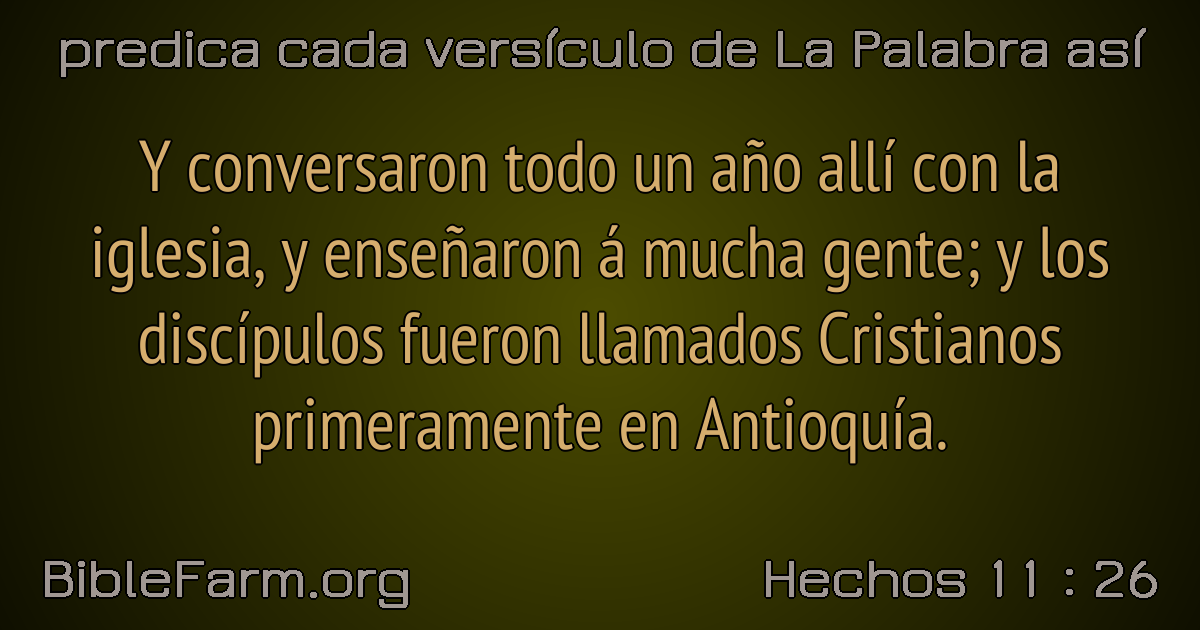 predica cada versículo de La Palabra así
Y conversaron todo un año allí con la
iglesia, y enseñaron á mucha gente; y los
discípulos fueron llamados Cristianos
primeramente en Antioquía.
BibleFarm.org
Hechos 11 : 26